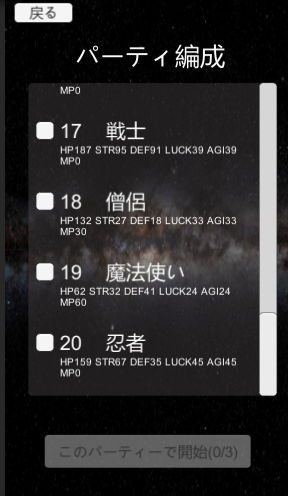 戻る
パーティ編成
MP0
17 戦士
HP187 STR95 DEF91 LUCK39 AGI39
MP0
18 僧侶
HP132 STR27 DEF18 LUCK33 AGI33
MP30
19 魔法使い
HP62 STR32 DEF41 LUCK24 AGI24
MP60
20 忍者
HP159 STR67 DEF35 LUCK45 AGI45
MP0
このパーティーで開始(0/3)